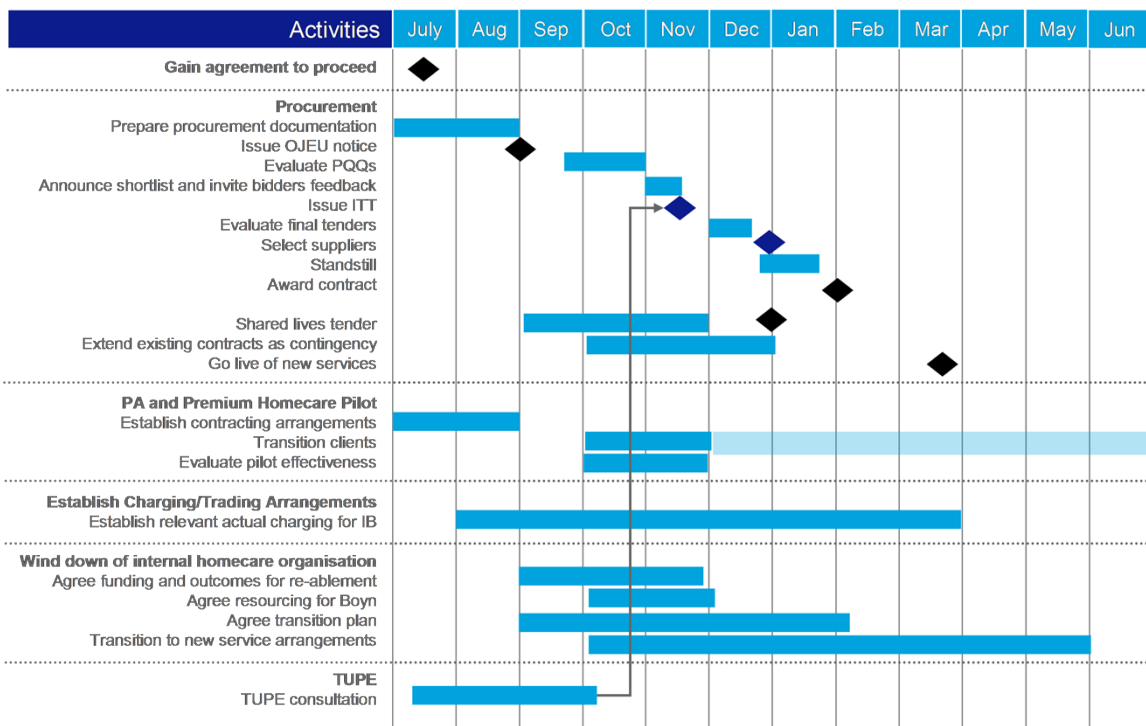 Activities July Aug Sep Oct Nov Dec Jan Feb Mar Apr May Jun
Gain agreement to proceed
Procurement
Prepare procurement documentation
Issue OJEU notice
Evaluate PQQs
Announce shortlist and invite bidders feedback
Issue ITT
Evaluate final tenders
Select suppliers
Standstill
Award contract
Shared lives tender
Extend existing contracts as contingency
Go live of new services
PA and Premium Homecare Pilot
Establish contracting arrangements
Transition clients
Evaluate pilot effectiveness
Establish Charging/Trading Arrangements
Establish relevant actual charging for IB
Wind down of internal homecare organisation
Agree funding and outcomes for re-ablement
Agree resourcing for Boyn
Agree transition plan
Transition to new service arrangements
TUPE
TUPE consultation